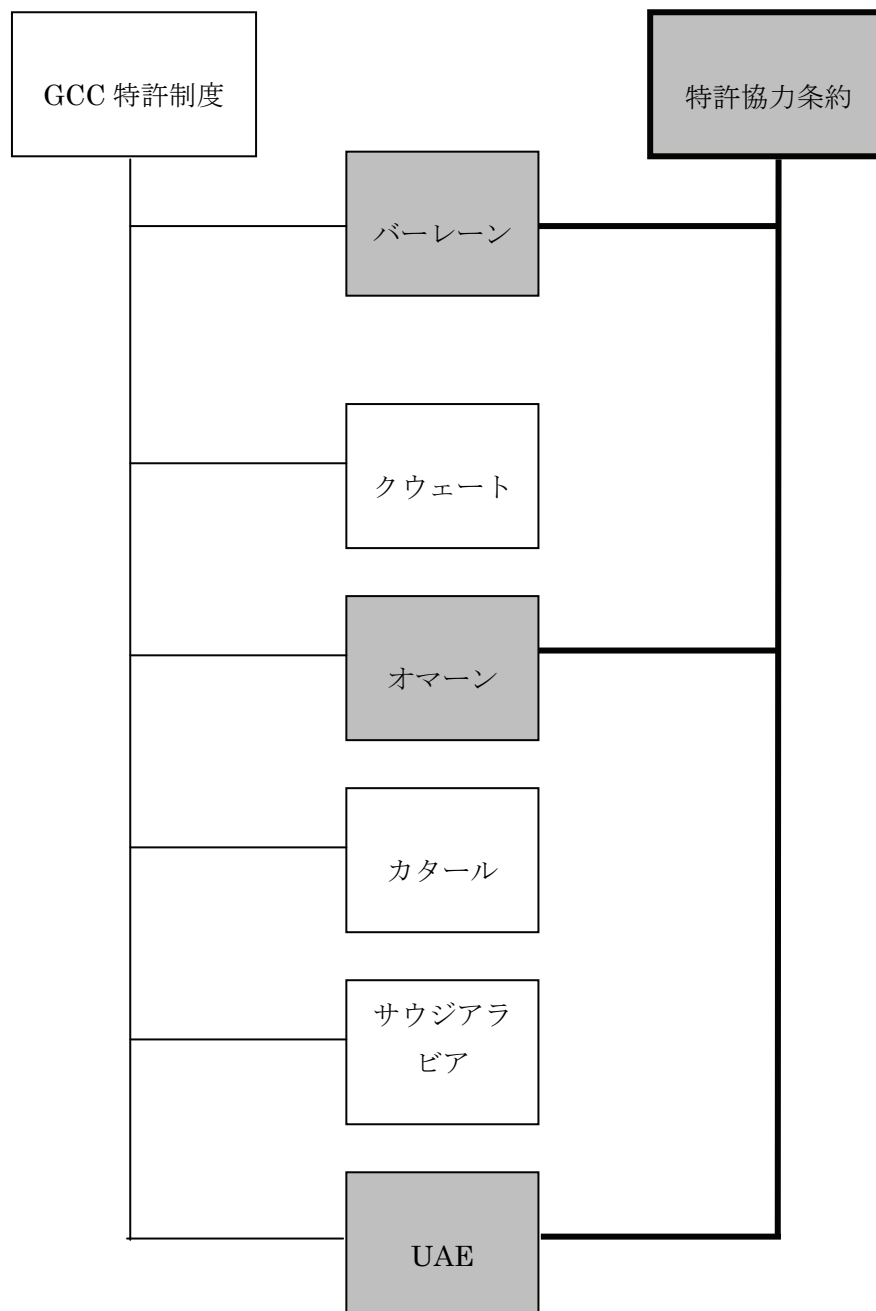 GCC 特許制度
特許協力条約
バーレーン
クウェート
オマーン
カタール
サウジアラ
ビア
UAE